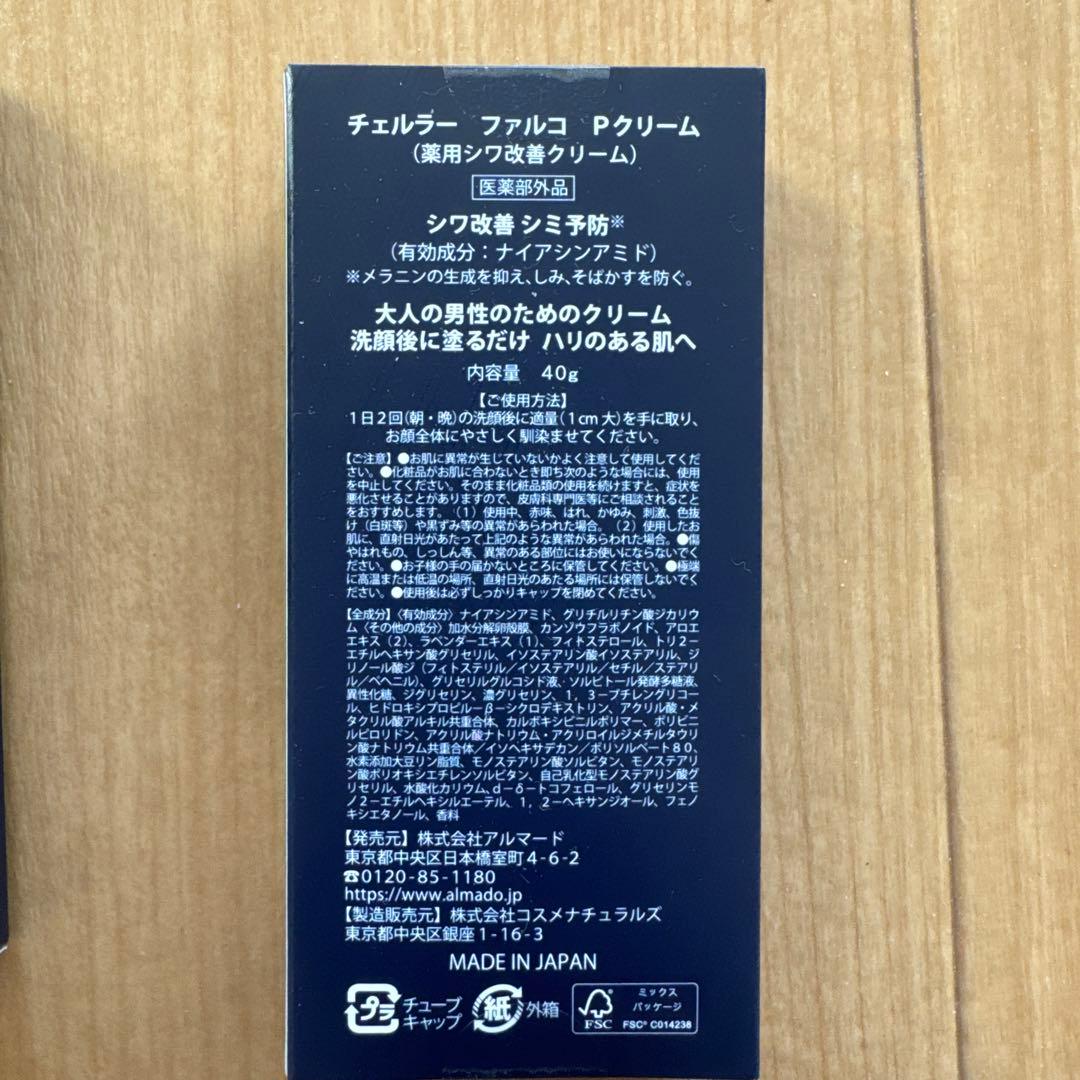 チェルラー　ファルコ　Pクリーム
（薬用シワ改善クリーム）
医薬部外品
シワ改善 シミ予防※
（有効成分：ナイアシンアミド）
※メラニンの生成を抑え、しみ、そばかすを防ぐ。
大人の男性のためのクリーム
洗顔後に塗るだけ ハリのある肌へ
内容量　40g
【ご使用方法】
1日2回(朝・晩)の洗顔後に適量(1cm大)を手に取り、
お顔全体にやさしく馴染ませてください。
【ご注意】●お肌に異常が生じていないかよく注意して使用してくだ
さい。●化粧品がお肌に合わないとき即ち次のような場合には、使用
を中止してください。そのまま化粧品類の使用を続けますと、症状を
悪化させることがありますので、皮膚科専門医等にご相談されること
をおすすめします。（1）使用中、赤味、はれ、かゆみ、刺激、色抜
け（白斑等）や黒ずみ等の異常があらわれた場合。（2）使用したお
肌に、直射日光があたって上記のような異常があらわれた場合。●傷
やはれもの、しっしん等、異常のある部位にはお使いにならないでく
ださい。●お子様の手の届かないところに保管してください。●極端
に高温または低温の場所、直射日光のあたる場所には保管しないでく
ださい。●使用後は必ずしっかりキャップを閉めてください。
【全成分】〈有効成分〉ナイアシンアミド、グリチルリチン酸ジカリウ
ム〈その他の成分〉加水分解卵殻膜、カンゾウフラボノイド、アロエ
エキス（2）、ラベンダーエキス（1）、フィトステロール、トリ2－
エチルヘキサン酸グリセリル、イソステアリン酸イソステアリル、ジ
リノール酸ジ（フィトステリル／イソステアリル／セチル／ステアリ
ル／ベヘニル）、グリセリルグルコシド液、ソルビトール発酵多糖液、
異性化糖、ジグリセリン、濃グリセリン、1，3－ブチレングリコー
ル、ヒドロキシプロピル－β－シクロデキストリン、アクリル酸・メ
タクリル酸アルキル共重合体、カルボキシビニルポリマー、ポリビニ
ルピロリドン、アクリル酸ナトリウム・アクリロイルジメチルタウリ
ン酸ナトリウム共重合体／イソヘキサデカン／ポリソルベート80、
水素添加大豆リン脂質、モノステアリン酸ソルビタン、モノステアリ
ン酸ポリオキシエチレンソルビタン、自己乳化型モノステアリン酸グ
リセリル、水酸化カリウム、d－δ－トコフェロール、グリセリンモ
ノ2－エチルヘキシルエーテル、1，2－ヘキサンジオール、フェノ
キシエタノール、香料
【発売元】株式会社アルマード
東京都中央区日本橋室町4-6-2
☎0120-85-1180
https://www.almado.jp
【製造販売元】株式会社コスメナチュラルズ
東京都中央区銀座1-16-3
MADE IN JAPAN
プラ チューブ キャップ
紙 外箱
FSC ミックス パッケージ FSC® C014238